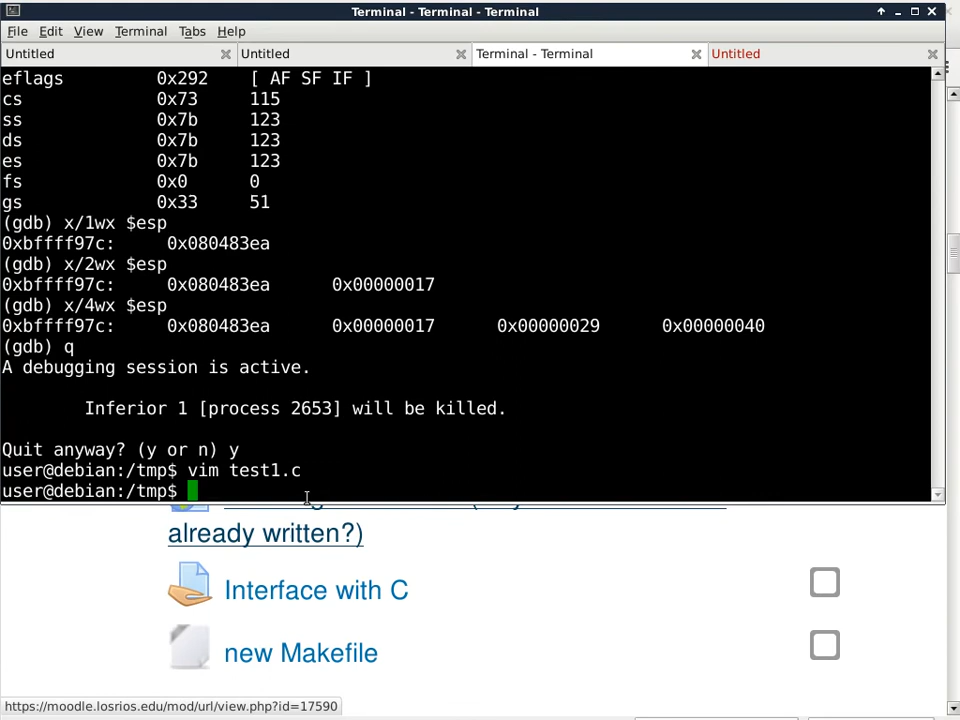 Terminal - Terminal - Terminal
File Edit View Terminal Tabs Help
Untitled Untitled Terminal - Terminal Untitled
eflags 0x292 [ AF SF IF ]
cs 0x73 115
ss 0x7b 123
ds 0x7b 123
es 0x7b 123
fs 0x0 0
gs 0x33 51
(gdb) x/1wx $esp
0xbffff97c: 0x080483ea
(gdb) x/2wx $esp
0xbffff97c: 0x080483ea 0x00000017
(gdb) x/4wx $esp
0xbffff97c: 0x080483ea 0x00000017 0x00000029 0x00000040
(gdb) q
A debugging session is active.
Inferior 1 [process 2653] will be killed.
Quit anyway? (y or n) y
user@debian:/tmp$ vim test1.c
user@debian:/tmp$
already written?)
Interface with C
new Makefile
https://moodle.losrios.edu/mod/url/view.php?id=17590